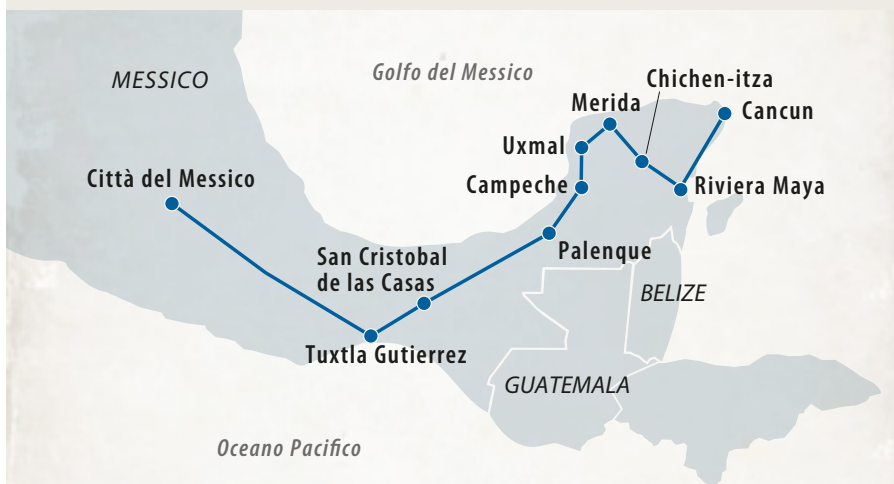 MESSICO
Golfo del Messico
Chichen-itza
Merida
Cancun
Uxmal
Città del Messico
Campeche
Riviera Maya
San Cristobal
de las Casas
Palenque
BELIZE
Tuxtla Gutierrez
GUATEMALA
Oceano Pacifico